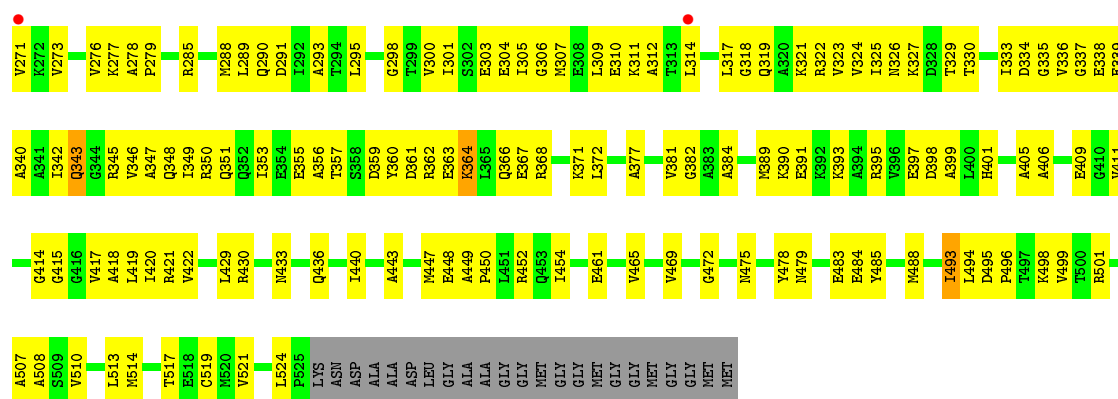 V271 K272 V273 V276 K277 A278 P279 R285 M288 L289 Q290 D291 I292 A293 T294 L295 G298 T299 V300 I301 S302 E303 E304 I305 G306 M307 E308 L309 E310 K311 A312 T313 L314 L317 G318 Q319 A320 K321 R322 V323 V324 I325 N326 K327 D328 T329 T330 I333 D334 G335 V336 G337 E338
A340 A341 I342 Q343 G344 R345 V346 A347 Q348 I349 R350 Q351 Q352 I353 E354 E355 A356 T357 S358 D359 Y360 D361 R362 E363 K364 L365 Q366 E367 R368 K371 L372 A377 V381 G382 A383 A384 M389 K390 E391 K392 K393 A394 R395 V396 E397 D398 A399 L400 H401 A405 A406 E409 G410 V411
G414 G415 G416 V417 A418 L419 I420 R421 V422 L429 R430 N433 Q436 I440 A443 M447 E448 A449 P450 L451 R452 Q453 I454 E461 V465 V469 G472 N475 Y478 N479 E483 E484 Y485 M488 I493 L494 D495 P496 T497 K498 V499 T500 R501
A507 A508 S509 V510 L513 M514 T517 E518 C519 M520 V521 L524 P525 LYS ASN ASP ALA ALA ASP LEU GLY ALA ALA GLY GLY MET GLY GLY MET GLY GLY MET GLY GLY MET MET